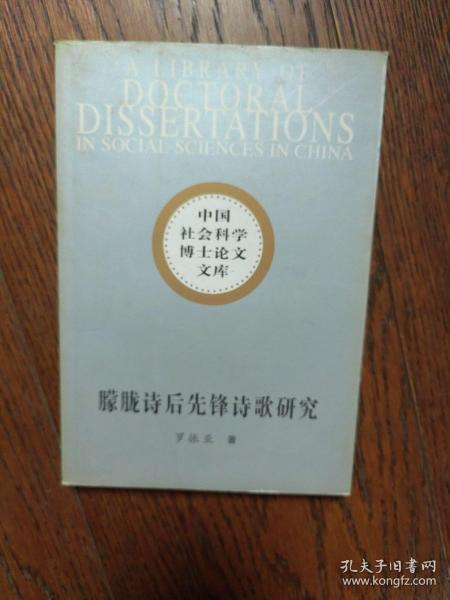 A LIBRARY OF
DOCTORAL
DISSERTATIONS
IN SOCIAL SCIENCES IN CHINA
中国
社会科学
博士论文
文库
朦胧诗后先锋诗歌研究
罗振亚 著
孔夫子旧书网
www.kongfz.com